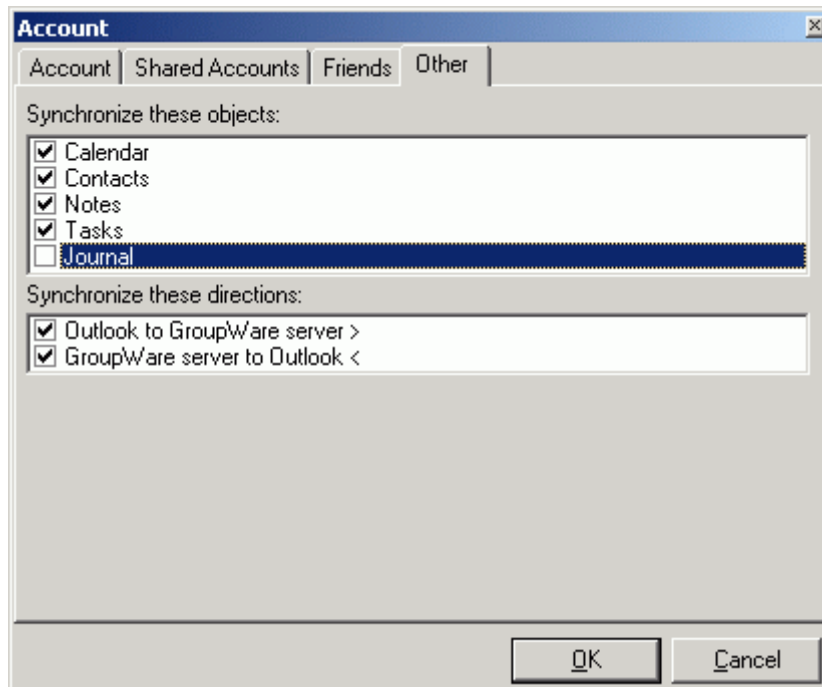 Account
Account Shared Accounts Friends Other
Synchronize these objects:
Calendar
Contacts
Notes
Tasks
Journal
Synchronize these directions:
Outlook to GroupWare server >
GroupWare server to Outlook <
OK Cancel